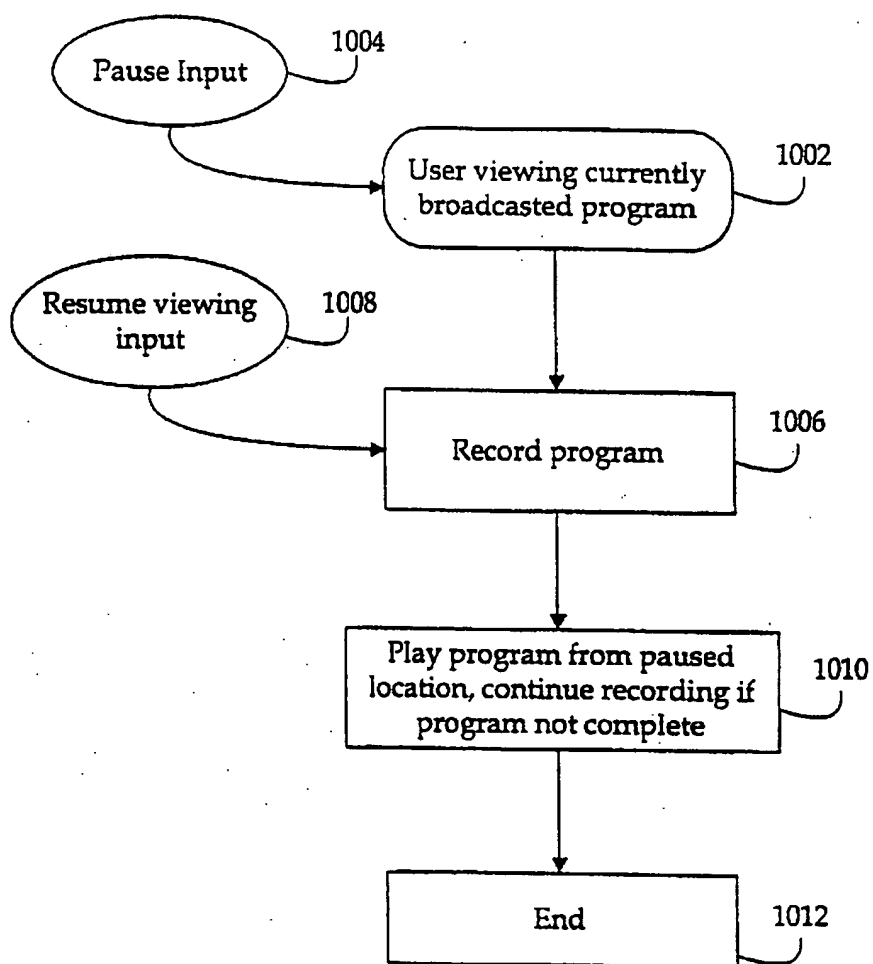 1004
Pause Input
1002
User viewing currently
broadcasted program
Resume viewing
input
1008
1006
Record program
Play program from paused
location, continue recording if
program not complete
1010
End
1012